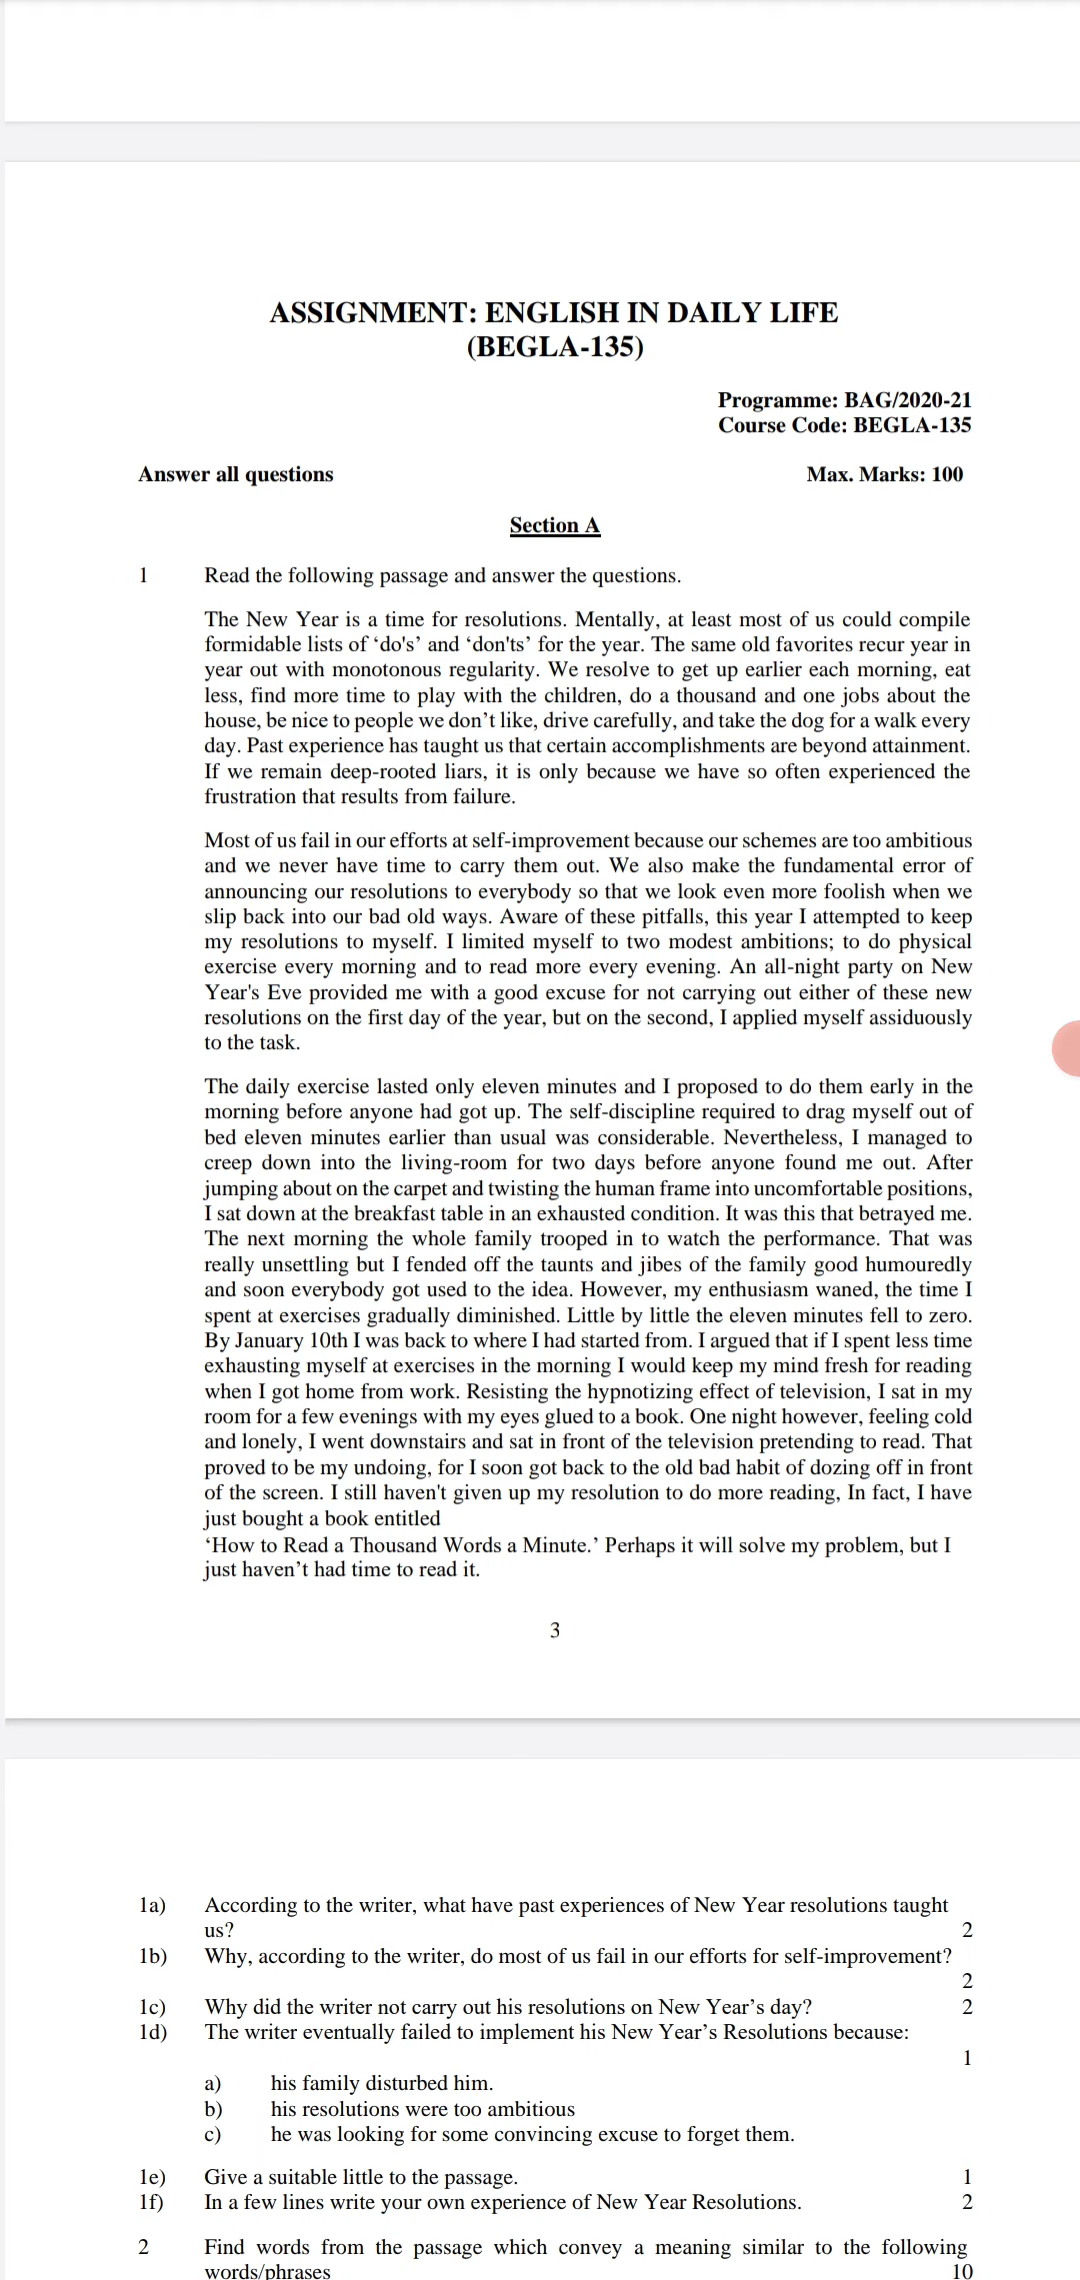 ASSIGNMENT: ENGLISH IN DAILY LIFE
(BEGLA-135)
Programme: BAG/2020-21
Course Code: BEGLA-135
Answer all questions Max. Marks: 100
Section A
1 Read the following passage and answer the questions.
The New Year is a time for resolutions. Mentally, at least most of us could compile
formidable lists of ‘do's’ and ‘don'ts’ for the year. The same old favorites recur year in
year out with monotonous regularity. We resolve to get up earlier each morning, eat
less, find more time to play with the children, do a thousand and one jobs about the
house, be nice to people we don’t like, drive carefully, and take the dog for a walk every
day. Past experience has taught us that certain accomplishments are beyond attainment.
If we remain deep-rooted liars, it is only because we have so often experienced the
frustration that results from failure.
Most of us fail in our efforts at self-improvement because our schemes are too ambitious
and we never have time to carry them out. We also make the fundamental error of
announcing our resolutions to everybody so that we look even more foolish when we
slip back into our bad old ways. Aware of these pitfalls, this year I attempted to keep
my resolutions to myself. I limited myself to two modest ambitions; to do physical
exercise every morning and to read more every evening. An all-night party on New
Year's Eve provided me with a good excuse for not carrying out either of these new
resolutions on the first day of the year, but on the second, I applied myself assiduously
to the task.
The daily exercise lasted only eleven minutes and I proposed to do them early in the
morning before anyone had got up. The self-discipline required to drag myself out of
bed eleven minutes earlier than usual was considerable. Nevertheless, I managed to
creep down into the living-room for two days before anyone found me out. After
jumping about on the carpet and twisting the human frame into uncomfortable positions,
I sat down at the breakfast table in an exhausted condition. It was this that betrayed me.
The next morning the whole family trooped in to watch the performance. That was
really unsettling but I fended off the taunts and jibes of the family good humouredly
and soon everybody got used to the idea. However, my enthusiasm waned, the time I
spent at exercises gradually diminished. Little by little the eleven minutes fell to zero.
By January 10th I was back to where I had started from. I argued that if I spent less time
exhausting myself at exercises in the morning I would keep my mind fresh for reading
when I got home from work. Resisting the hypnotizing effect of television, I sat in my
room for a few evenings with my eyes glued to a book. One night however, feeling cold
and lonely, I went downstairs and sat in front of the television pretending to read. That
proved to be my undoing, for I soon got back to the old bad habit of dozing off in front
of the screen. I still haven't given up my resolution to do more reading, In fact, I have
just bought a book entitled
‘How to Read a Thousand Words a Minute.’ Perhaps it will solve my problem, but I
just haven’t had time to read it.
3
1a) According to the writer, what have past experiences of New Year resolutions taught
us? 2
1b) Why, according to the writer, do most of us fail in our efforts for self-improvement?
2
1c) Why did the writer not carry out his resolutions on New Year’s day? 2
1d) The writer eventually failed to implement his New Year’s Resolutions because:
1
a) his family disturbed him.
b) his resolutions were too ambitious
c) he was looking for some convincing excuse to forget them.
1e) Give a suitable little to the passage. 1
1f) In a few lines write your own experience of New Year Resolutions. 2
2 Find words from the passage which convey a meaning similar to the following
words/phrases 10